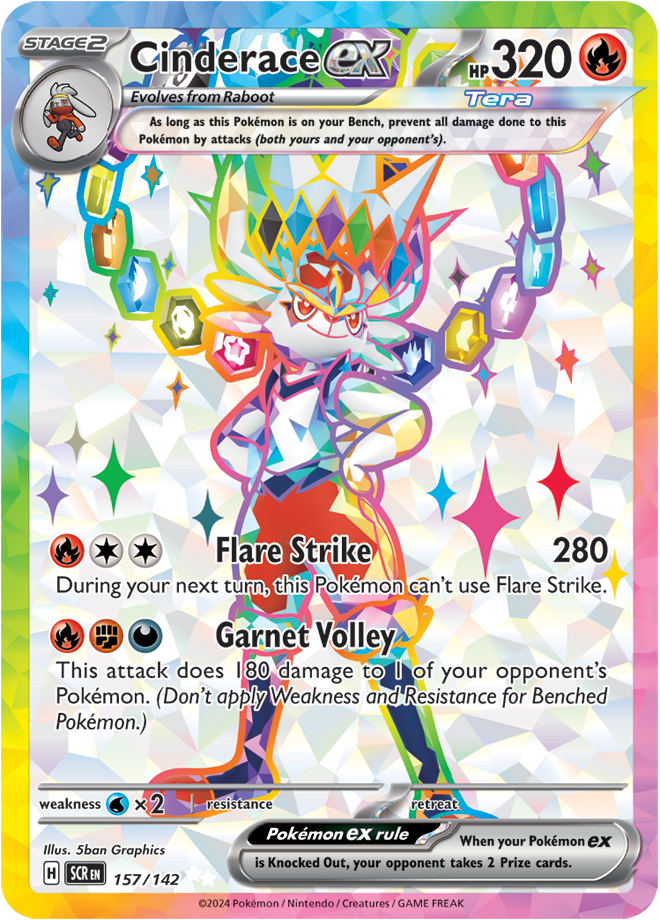 STAGE2 Cinderace ex HP 320
Evolves from Raboot Tera
As long as this Pokémon is on your Bench, prevent all damage done to this
Pokémon by attacks (both yours and your opponent's).
Flare Strike 280
During your next turn, this Pokémon can't use Flare Strike.
Garnet Volley
This attack does 180 damage to 1 of your opponent's
Pokémon. (Don't apply Weakness and Resistance for Benched
Pokémon.)
weakness ×2 resistance retreat
Pokémon ex rule When your Pokémon ex
is Knocked Out, your opponent takes 2 Prize cards.
Illus. 5ban Graphics
H SCR EN 157/142
©2024 Pokémon / Nintendo / Creatures / GAME FREAK